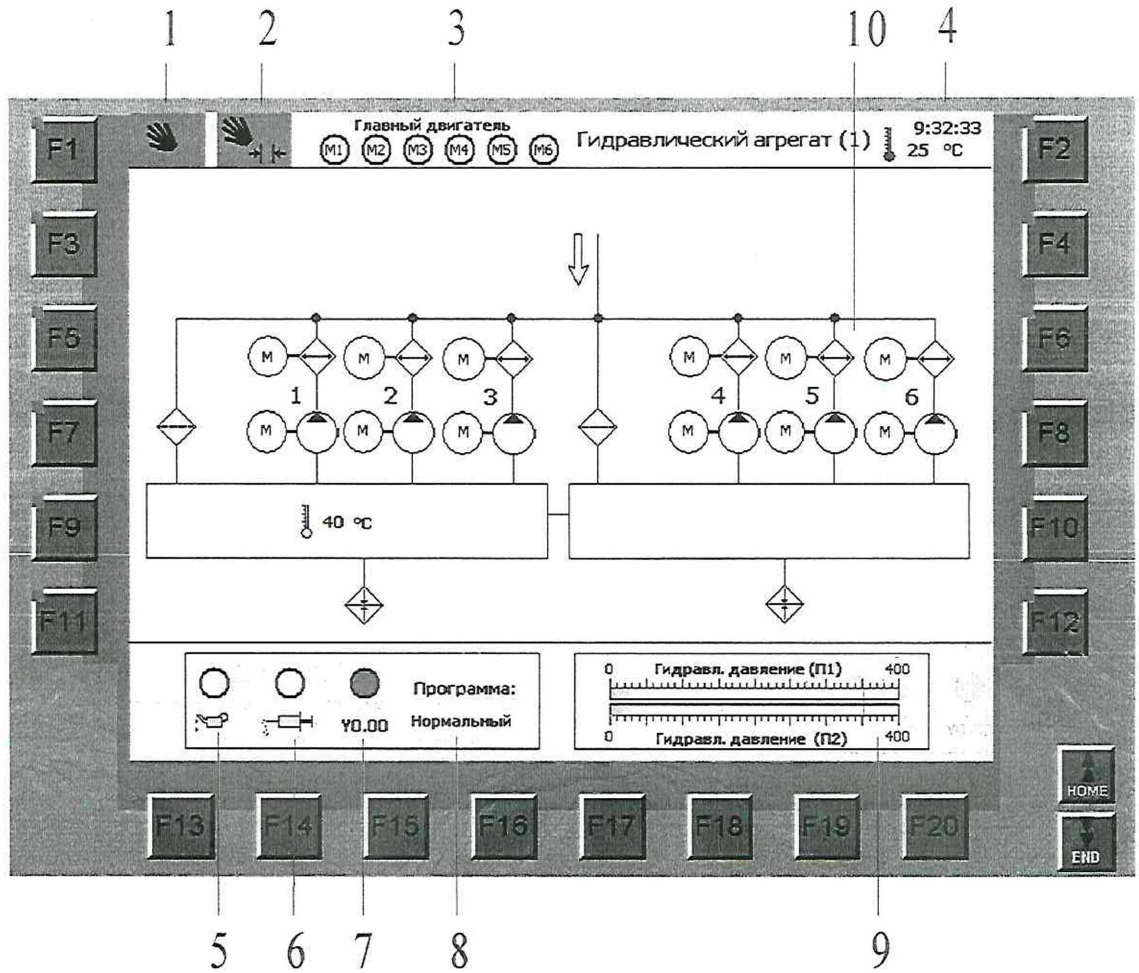 1 2 3 10 4
F1
F2
Главный двигатель
M1 M2 M3 M4 M5 M6
Гидравлический агрегат (1)
9:32:33
25 °C
F3
F4
F5
F6
M M M M M M
1 2 3 4 5 6
F7
F8
M M M M M M
F9
F10
40 °C
F11
F12
Программа:
Y0.00 Нормальный
0 Гидравл. давление (П1) 400
0 Гидравл. давление (П2) 400
HOME
F13 F14 F15 F16 F17 F18 F19 F20
END
5 6 7 8 9